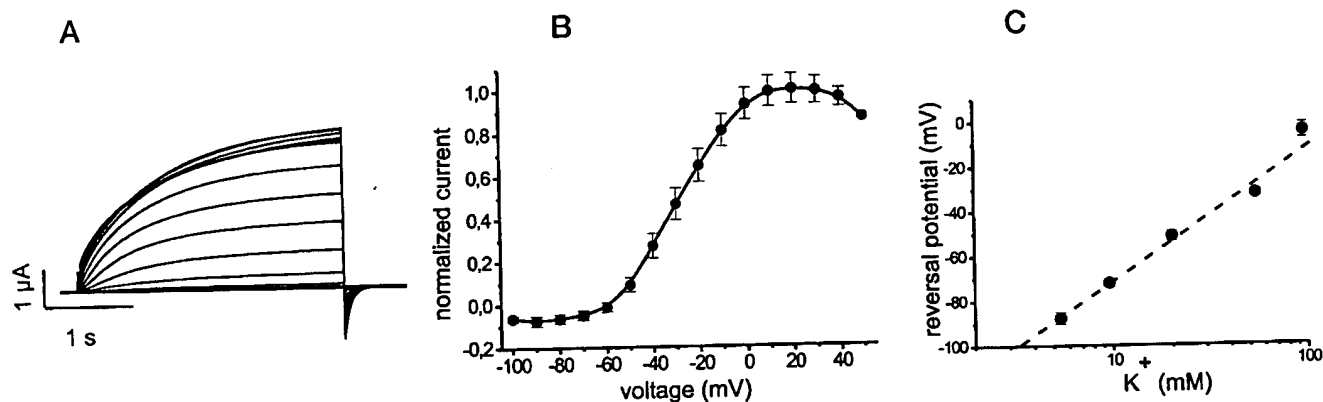 A
1 µA
1 s
B
normalized current
1,0
0,8
0,6
0,4
0,2
0,0
-0,2
-100 -80 -60 -40 -20 0 20 40
voltage (mV)
C
reversal potential (mV)
0
-20
-40
-60
-80
-100
10 100
K+ (mM)